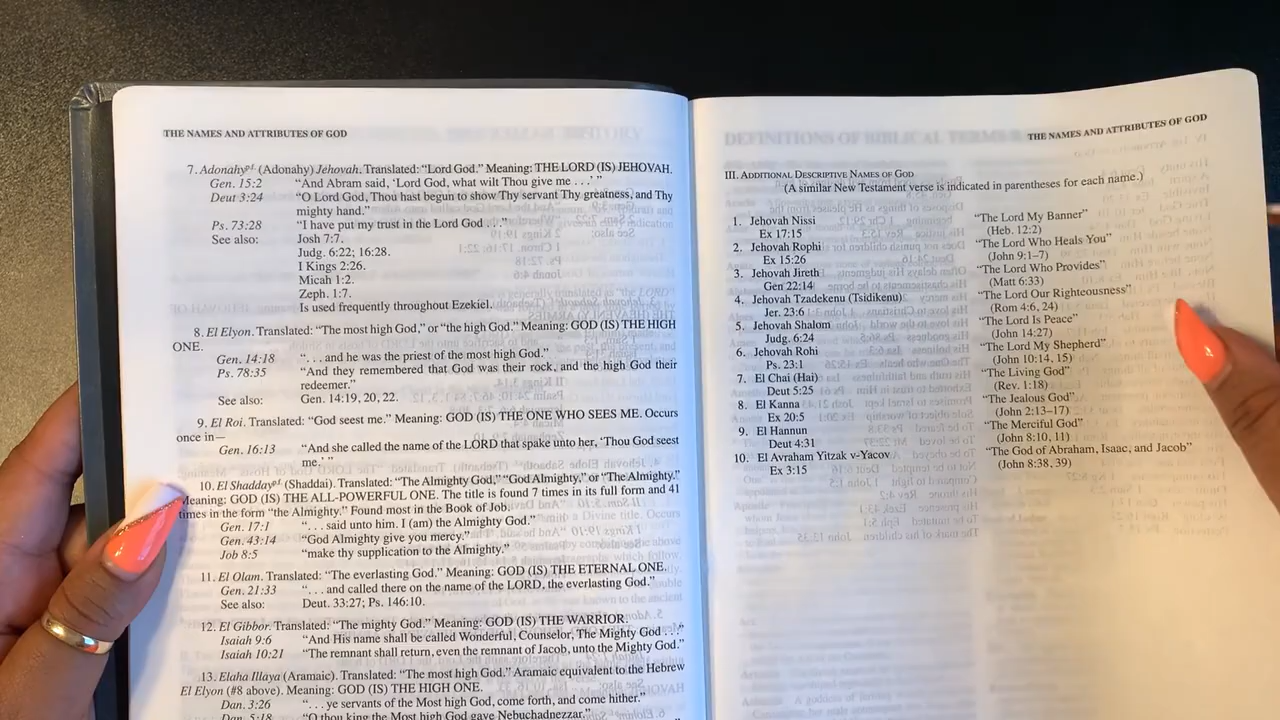 THE NAMES AND ATTRIBUTES OF GOD
7. Adonahypl (Adonahy) Jehovah. Translated: “Lord God.” Meaning: THE LORD (IS) JEHOVAH.
Gen. 15:2 “And Abram said, ‘Lord God, what wilt Thou give me . . .’ ”
Deut 3:24 “O Lord God, Thou hast begun to show Thy servant Thy greatness, and Thy
mighty hand.”
Ps. 73:28 “I have put my trust in the Lord God . . .”
See also: Josh 7:7.
Judg. 6:22; 16:28.
I Kings 2:26.
Micah 1:2.
Zeph. 1:7.
Is used frequently throughout Ezekiel.
8. El Elyon. Translated: “The most high God,” or “the high God.” Meaning: GOD (IS) THE HIGH
ONE.
Gen. 14:18 “. . . and he was the priest of the most high God.”
Ps. 78:35 “And they remembered that God was their rock, and the high God their
redeemer.”
See also: Gen. 14:19, 20, 22.
9. El Roi. Translated: “God seest me.” Meaning: GOD (IS) THE ONE WHO SEES ME. Occurs
once in—
Gen. 16:13 “And she called the name of the LORD that spake unto her, ‘Thou God seest
me.’ ”
10. El Shaddaypl (Shaddai). Translated: “The Almighty God,” “God Almighty,” or “The Almighty.”
Meaning: GOD (IS) THE ALL-POWERFUL ONE. The title is found 7 times in its full form and 41
times in the form “the Almighty.” Found most in the Book of Job.
Gen. 17:1 “. . . said unto him. I (am) the Almighty God.”
Gen. 43:14 “God Almighty give you mercy.”
Job 8:5 “make thy supplication to the Almighty.”
11. El Olam. Translated: “The everlasting God.” Meaning: GOD (IS) THE ETERNAL ONE.
Gen. 21:33 “. . . and called there on the name of the LORD, the everlasting God.”
See also: Deut. 33:27; Ps. 146:10.
12. El Gibbor. Translated: “The mighty God.” Meaning: GOD (IS) THE WARRIOR.
Isaiah 9:6 “And His name shall be called Wonderful, Counselor, The Mighty God . . .”
Isaiah 10:21 “The remnant shall return, even the remnant of Jacob, unto the Mighty God.”
13. Elaha Illaya (Aramaic). Translated: “The most high God.” Aramaic equivalent to the Hebrew
El Elyon (#8 above). Meaning: GOD (IS) THE HIGH ONE.
Dan. 3:26 “. . . ye servants of the Most high God, come forth, and come hither.”
Dan. 5:18 “O thou king the Most high God gave Nebuchadnezzar.”
THE NAMES AND ATTRIBUTES OF GOD
III. ADDITIONAL DESCRIPTIVE NAMES OF GOD
(A similar New Testament verse is indicated in parentheses for each name.)
1. Jehovah Nissi “The Lord My Banner”
Ex 17:15 (Heb. 12:2)
2. Jehovah Rophi “The Lord Who Heals You”
Ex 15:26 (John 9:1–7)
3. Jehovah Jireth “The Lord Who Provides”
Gen 22:14 (Matt 6:33)
4. Jehovah Tzadekenu (Tsidikenu) “The Lord Our Righteousness”
Jer. 23:6 (Rom 4:6, 24)
5. Jehovah Shalom “The Lord Is Peace”
Judg. 6:24 (John 14:27)
6. Jehovah Rohi “The Lord My Shepherd”
Ps. 23:1 (John 10:14, 15)
7. El Chai (Hai) “The Living God”
Deut 5:25 (Rev. 1:18)
8. El Kanna “The Jealous God”
Ex 20:5 (John 2:13–17)
9. El Hannun “The Merciful God”
Deut 4:31 (John 8:10, 11)
10. El Avraham Yitzak v-Yacov “The God of Abraham, Isaac, and Jacob”
Ex 3:15 (John 8:38, 39)